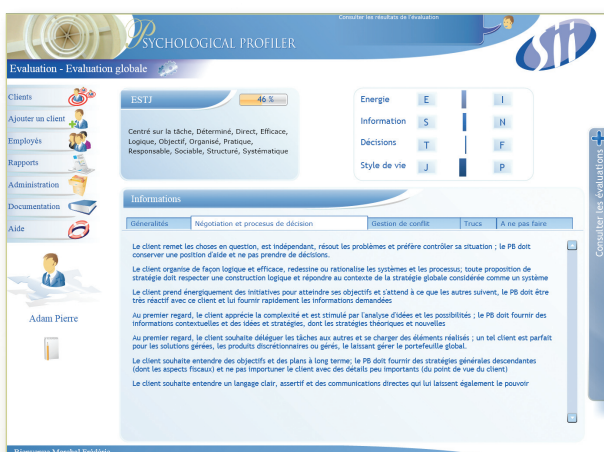 Consulter les résultats de l'évaluation
PSYCHOLOGICAL PROFILER
STI
Evaluation - Evaluation globale
Clients
Ajouter un client
Employés
Rapports
Administration
Documentation
Aide
Adam Pierre
ESTJ
46 %
Centré sur la tâche, Déterminé, Direct, Efficace,
Logique, Objectif, Organisé, Pratique,
Responsable, Sociable, Structuré, Systématique
Energie E I
Information S N
Décisions T F
Style de vie J P
Informations
Géneralités Négotiation et procesus de décision Gestion de conflit Trucs A ne pas faire
Le client remet les choses en question, est indépendant, résout les problèmes et préfère contrôler sa situation ; le PB doit
conserver une position d'aide et ne pas prendre de décisions.
Le client organise de façon logique et efficace, redessine ou rationalise les systèmes et les processus; toute proposition de
stratégie doit respecter une construction logique et répondre au contexte de la stratégie globale considérée comme un système
Le client prend énergiquement des initiatives pour atteindre ses objectifs et s'attend à ce que les autres suivent, le PB doit être
très réactif avec ce client et lui fournir rapidement les informations demandées
Au premier regard, le client apprécie la complexité et est stimulé par l'analyse d'idées et les possibilités ; le PB doit fournir des
informations contextuelles et des idées et stratégies, dont les stratégies théoriques et nouvelles
Au premier regard, le client souhaite déléguer les tâches aux autres et se charger des éléments réalisés ; un tel client est parfait
pour les solutions gérées, les produits discrétionnaires ou gérés, le laissant gérer le portefeuille global.
Le client souhaite entendre des objectifs et des plans à long terme; le PB doit fournir des stratégies générales descendantes
(dont les aspects fiscaux) et ne pas importuner le client avec des détails peu importants (du point de vue du client)
Le client souhaite entendre un langage clair, assertif et des communications directes qui lui laissent également le pouvoir
Consulter les évaluations
Bienvenue Marchal Frédéric